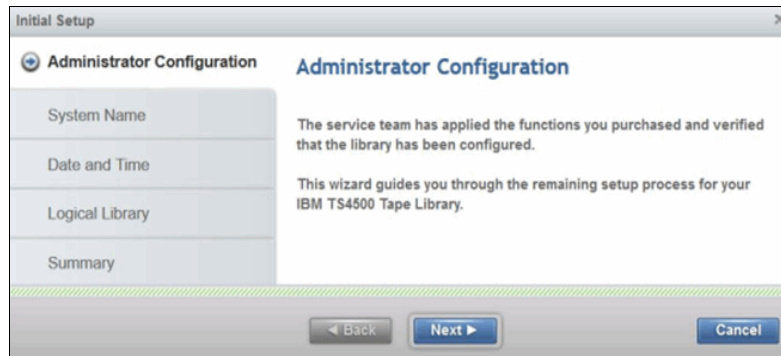 Initial Setup
Administrator Configuration
System Name
Date and Time
Logical Library
Summary
Administrator Configuration
The service team has applied the functions you purchased and verified
that the library has been configured.
This wizard guides you through the remaining setup process for your
IBM TS4500 Tape Library.
Back
Next
Cancel